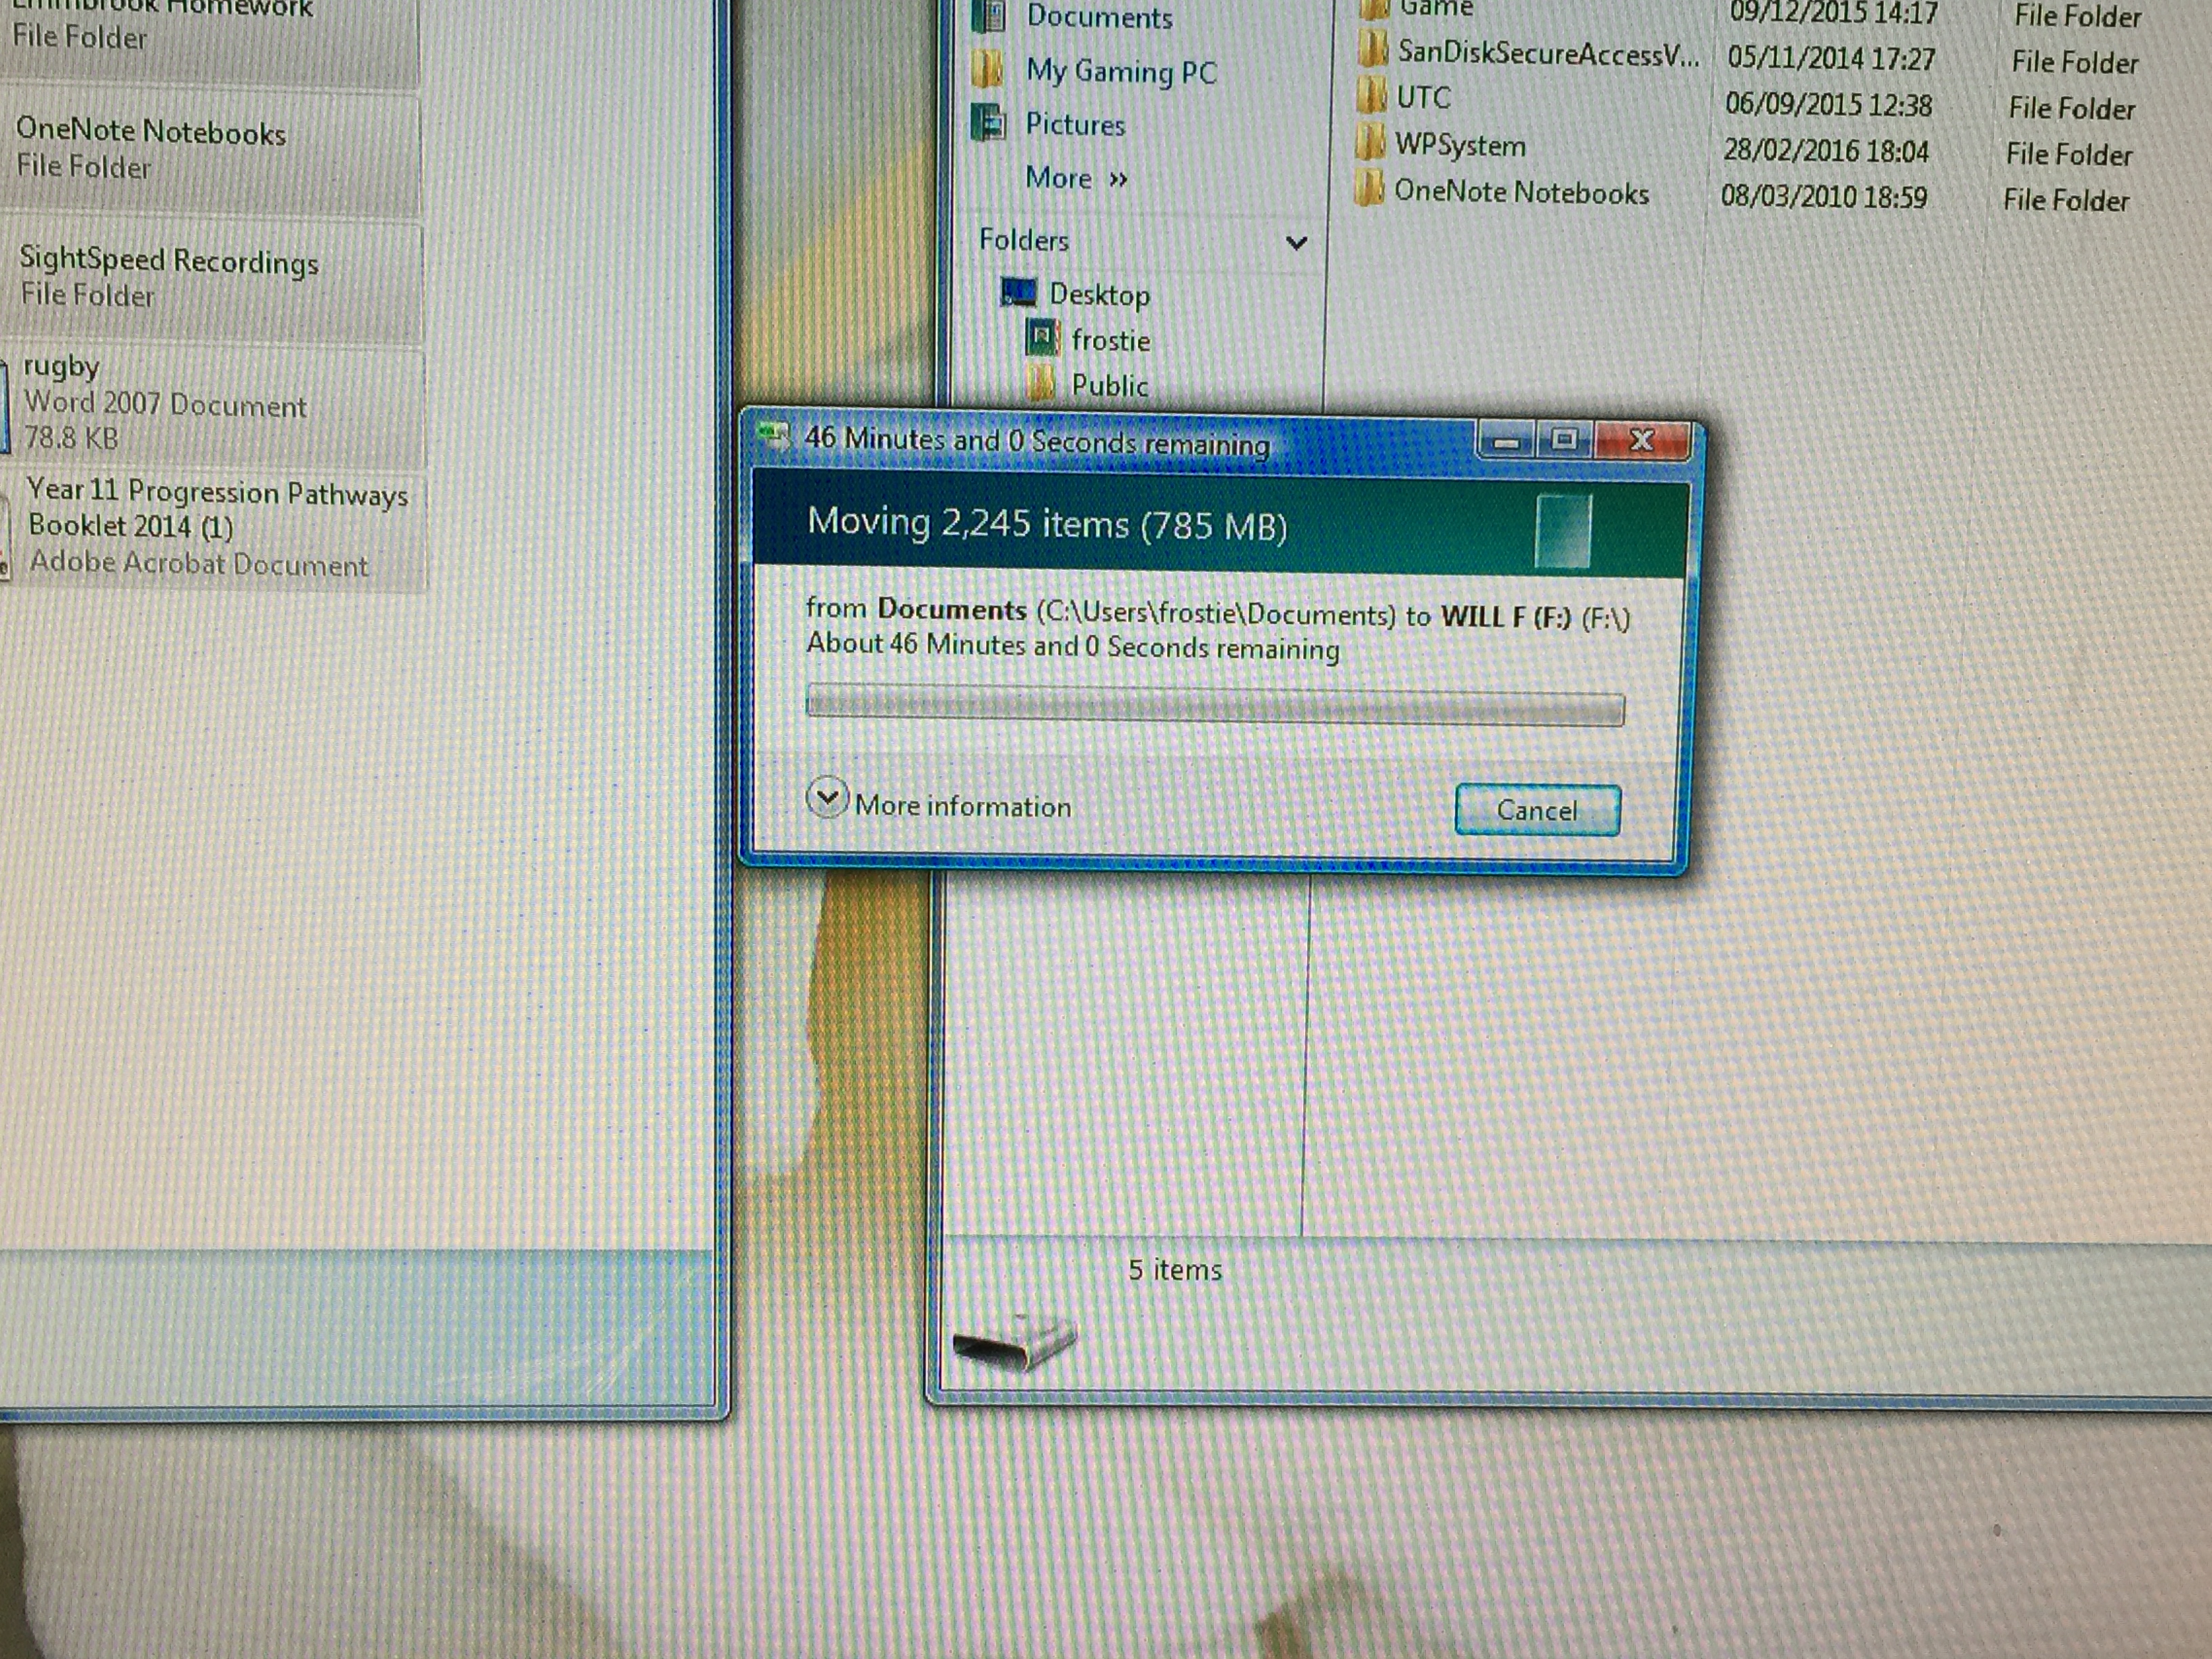 Emmbrook Homework
File Folder
OneNote Notebooks
File Folder
SightSpeed Recordings
File Folder
rugby
Word 2007 Document
78.8 KB
Year 11 Progression Pathways
Booklet 2014 (1)
Adobe Acrobat Document
Documents
My Gaming PC
Pictures
More »
Folders
Desktop
frostie
Public
Game 09/12/2015 14:17 File Folder
SanDiskSecureAccessV... 05/11/2014 17:27 File Folder
UTC 06/09/2015 12:38 File Folder
WPSystem 28/02/2016 18:04 File Folder
OneNote Notebooks 08/03/2010 18:59 File Folder
46 Minutes and 0 Seconds remaining
Moving 2,245 items (785 MB)
from Documents (C:\Users\frostie\Documents) to WILL F (F:) (F:\)
About 46 Minutes and 0 Seconds remaining
More information
Cancel
5 items